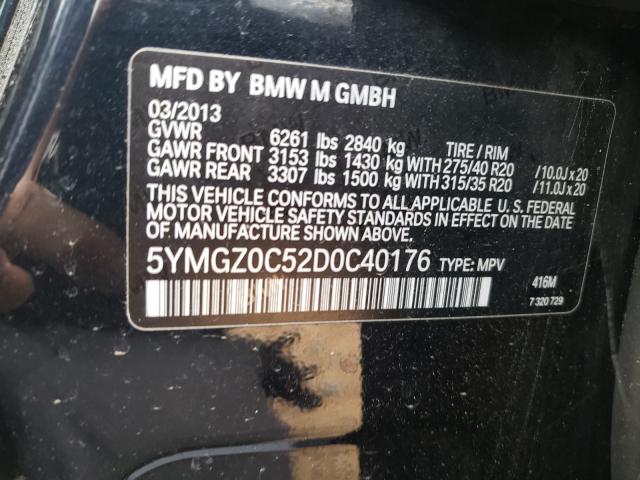 MFD BY BMW M GMBH
03/2013
GVWR 6261 lbs 2840 kg TIRE / RIM
GAWR FRONT 3153 lbs 1430 kg WITH 275/40 R20 /10.0J x 20
GAWR REAR 3307 lbs 1500 kg WITH 315/35 R20 /11.0J x 20
THIS VEHICLE CONFORMS TO ALL APPLICABLE U. S. FEDERAL
MOTOR VEHICLE SAFETY STANDARDS IN EFFECT ON THE DATE
OF MANUFACTURE SHOWN ABOVE.
5YMGZ0C52D0C40176 TYPE: MPV
416M
7 320 729